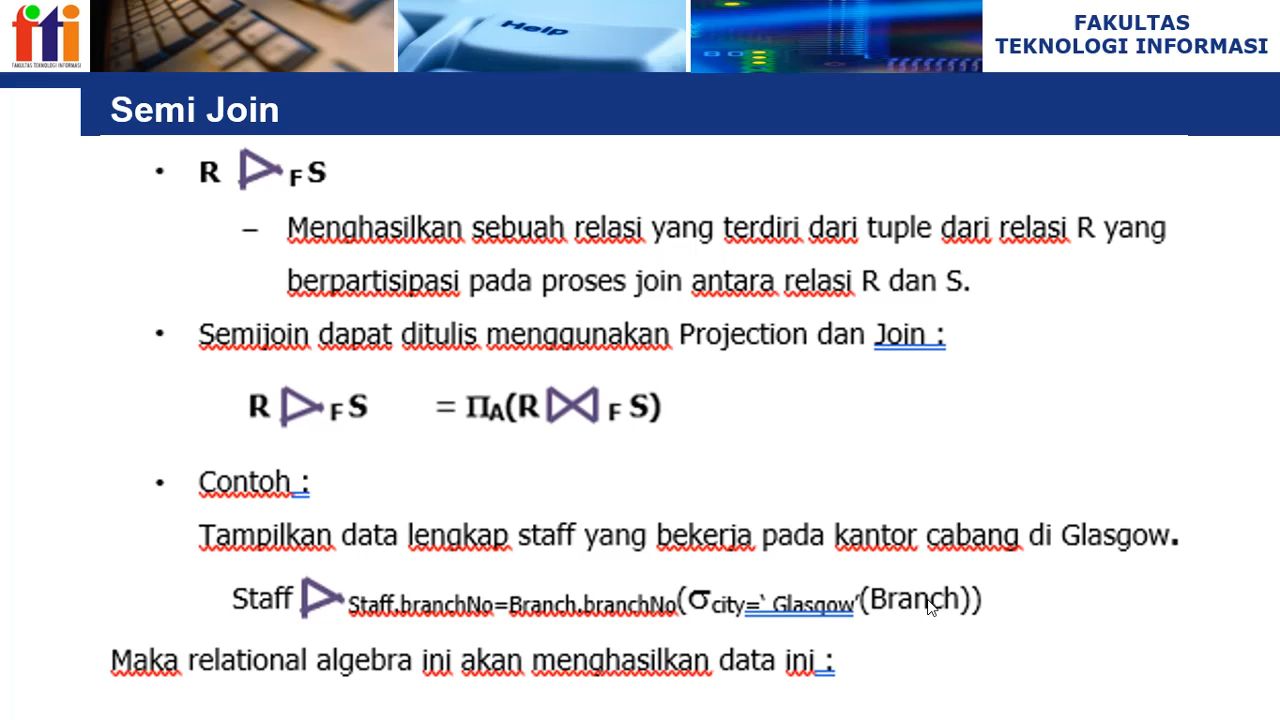 fti
FAKULTAS TEKNOLOGI INFORMASI
Help
FAKULTAS
TEKNOLOGI INFORMASI
Semi Join
• R ▷ F S
– Menghasilkan sebuah relasi yang terdiri dari tuple dari relasi R yang
berpartisipasi pada proses join antara relasi R dan S.
• Semijoin dapat ditulis menggunakan Projection dan Join :
R ▷ F S = ΠA(R ⋈ F S)
• Contoh :
Tampilkan data lengkap staff yang bekerja pada kantor cabang di Glasgow.
Staff ▷ Staff.branchNo=Branch.branchNo(σcity=` Glasgow'(Branch))
Maka relational algebra ini akan menghasilkan data ini :